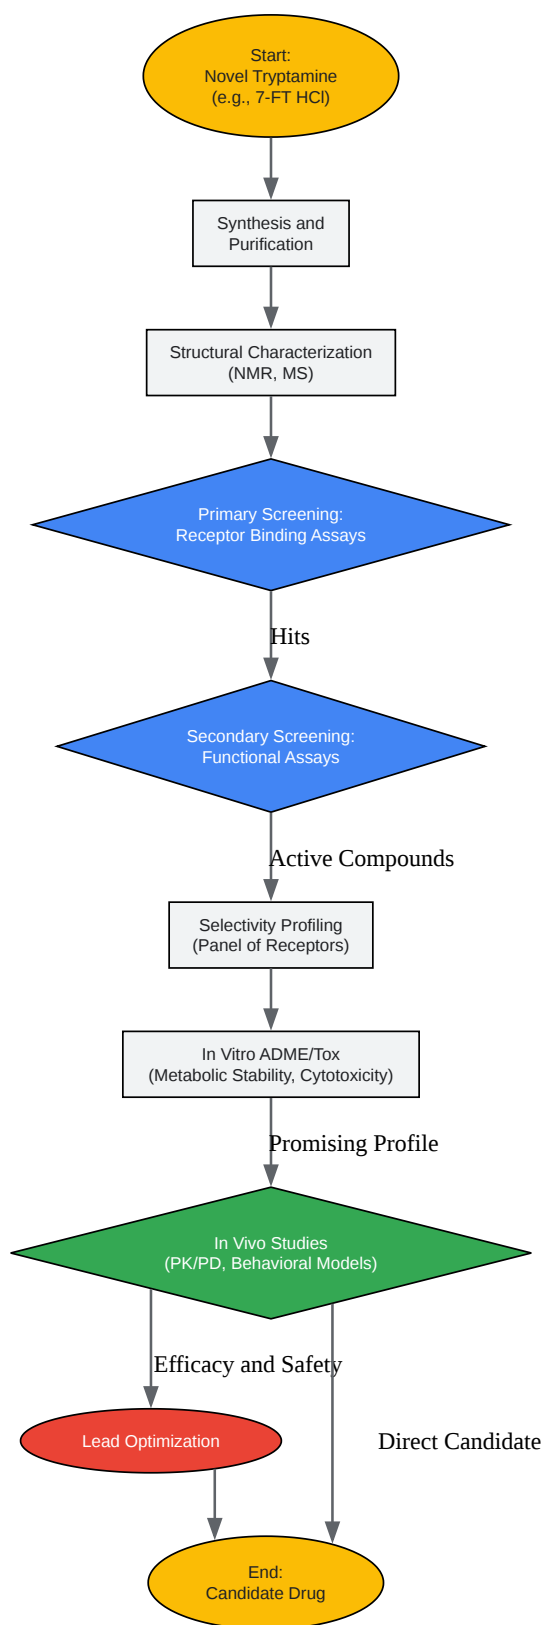 Start:
Novel Tryptamine
(e.g., 7-FT HCl)
Synthesis and
Purification
Structural Characterization
(NMR, MS)
Primary Screening:
Receptor Binding Assays
Hits
Secondary Screening:
Functional Assays
Active Compounds
Selectivity Profiling
(Panel of Receptors)
In Vitro ADME/Tox
(Metabolic Stability, Cytotoxicity)
Promising Profile
In Vivo Studies
(PK/PD, Behavioral Models)
Efficacy and Safety
Lead Optimization
Direct Candidate
End:
Candidate Drug